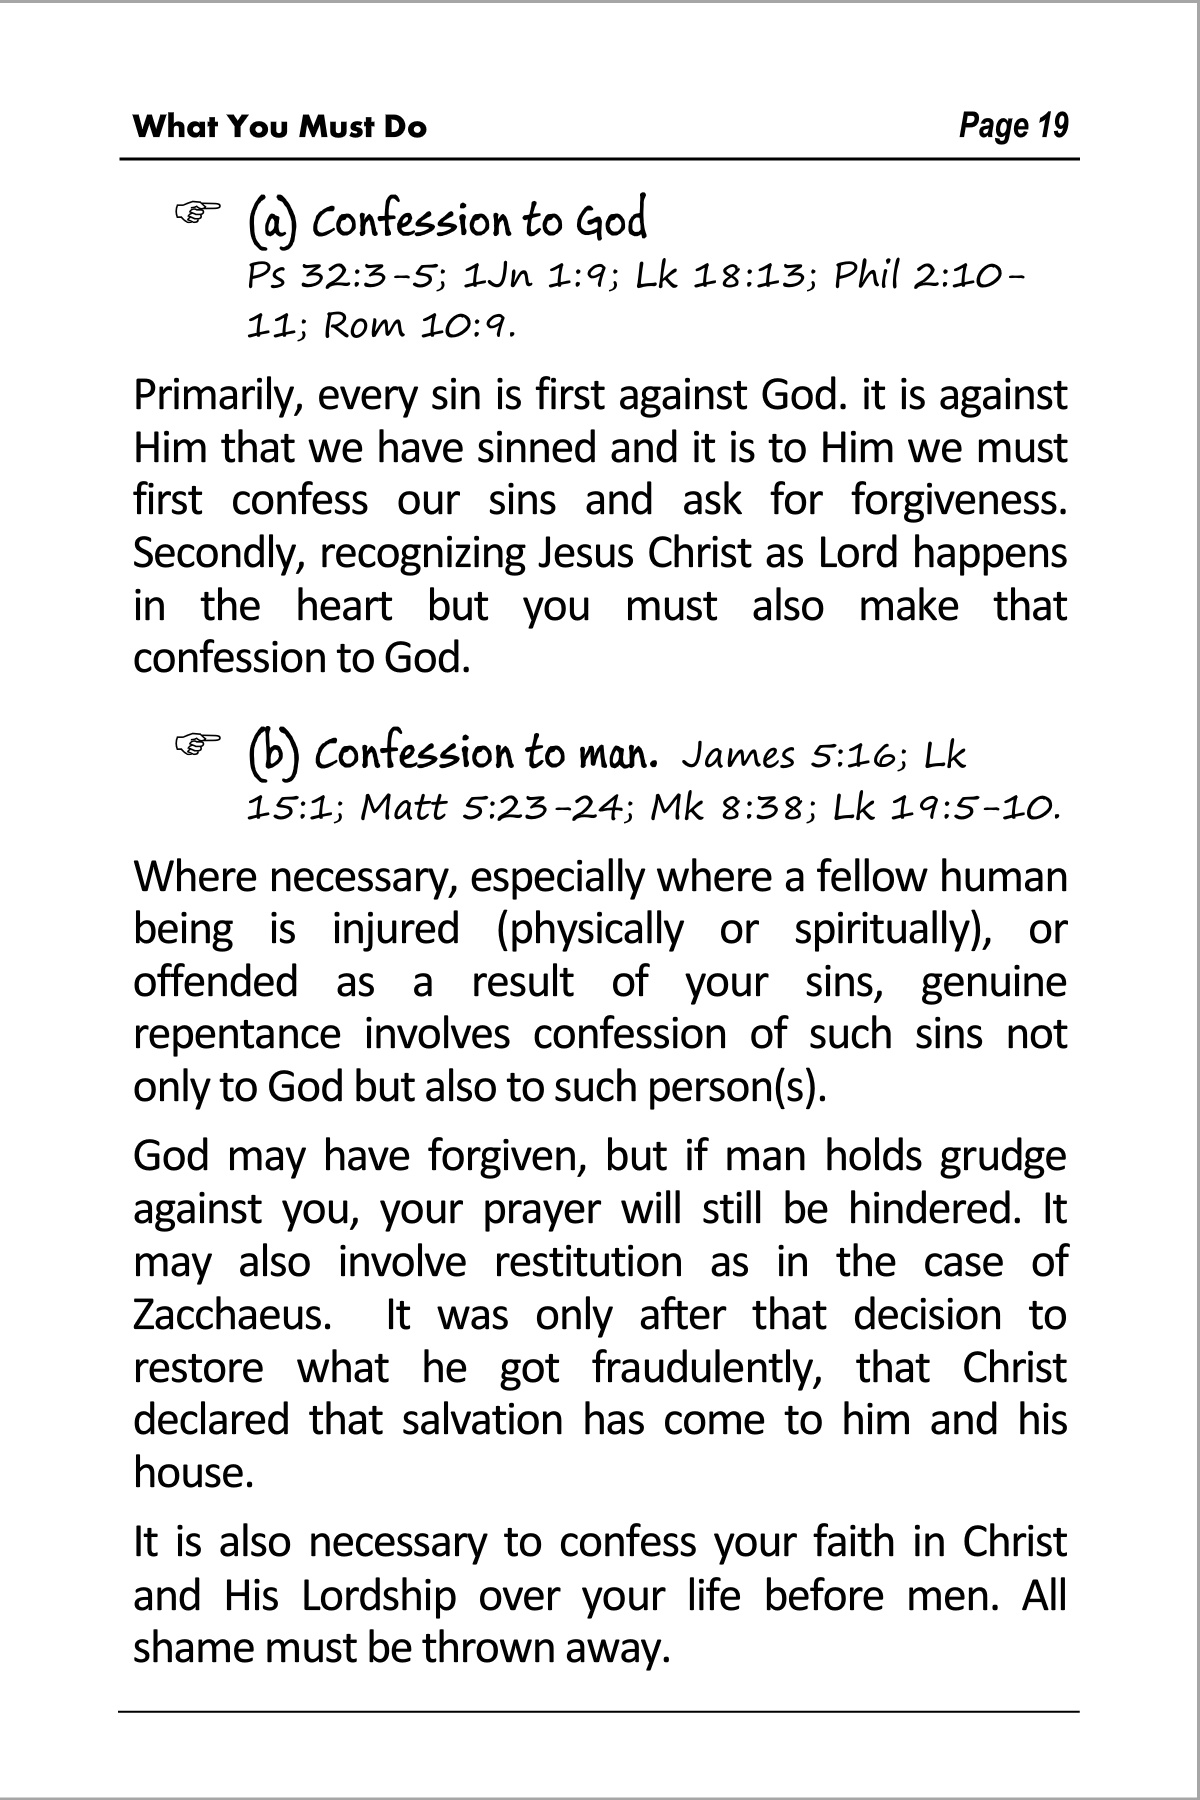 What You Must Do Page 19
☞ (a) Confession to God
Ps 32:3-5; 1Jn 1:9; Lk 18:13; Phil 2:10-
11; Rom 10:9.
Primarily, every sin is first against God. it is against
Him that we have sinned and it is to Him we must
first confess our sins and ask for forgiveness.
Secondly, recognizing Jesus Christ as Lord happens
in the heart but you must also make that
confession to God.
☞ (b) Confession to man. James 5:16; Lk
15:1; Matt 5:23-24; Mk 8:38; Lk 19:5-10.
Where necessary, especially where a fellow human
being is injured (physically or spiritually), or
offended as a result of your sins, genuine
repentance involves confession of such sins not
only to God but also to such person(s).
God may have forgiven, but if man holds grudge
against you, your prayer will still be hindered. It
may also involve restitution as in the case of
Zacchaeus. It was only after that decision to
restore what he got fraudulently, that Christ
declared that salvation has come to him and his
house.
It is also necessary to confess your faith in Christ
and His Lordship over your life before men. All
shame must be thrown away.